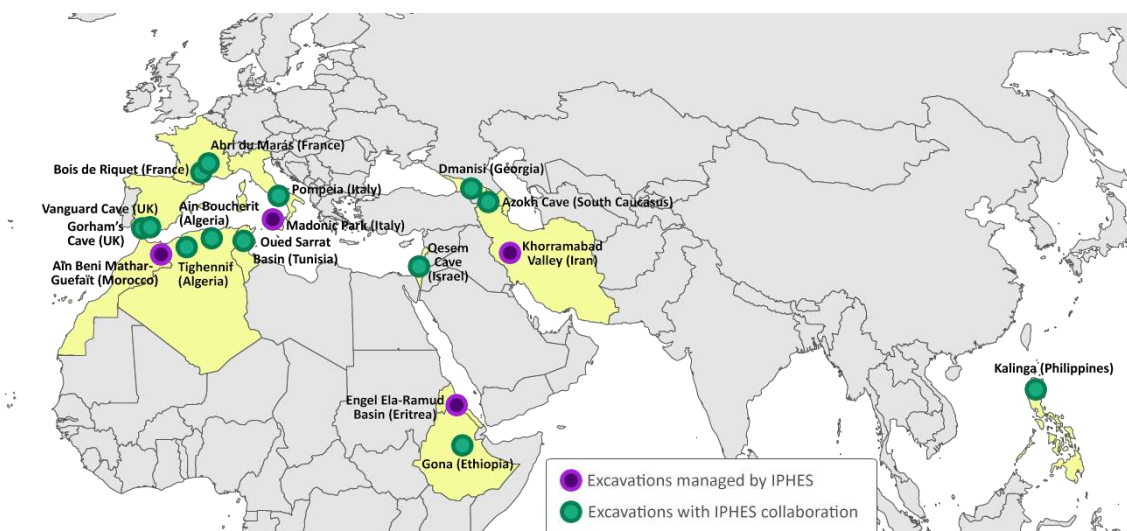 Abri du Maras (France)
Bois de Riquet (France)
Dmanisi (Georgia)
Pompeia (Italy)
Azokh Cave (South Caucasus)
Vanguard Cave (UK)
Aïn Boucherit
(Algeria)
Madonic Park (Italy)
Gorham's
Cave (UK)
Oued Sarrat
Basin (Tunisia)
Qesem
Cave
(Israel)
Khorramabad
Valley (Iran)
Aïn Beni Mathar-
Guefaït (Morocco)
Tighennif
(Algeria)
Kalinga (Philippines)
Engel Ela-Ramud
Basin (Eritrea)
Gona (Ethiopia)
Excavations managed by IPHES
Excavations with IPHES collaboration